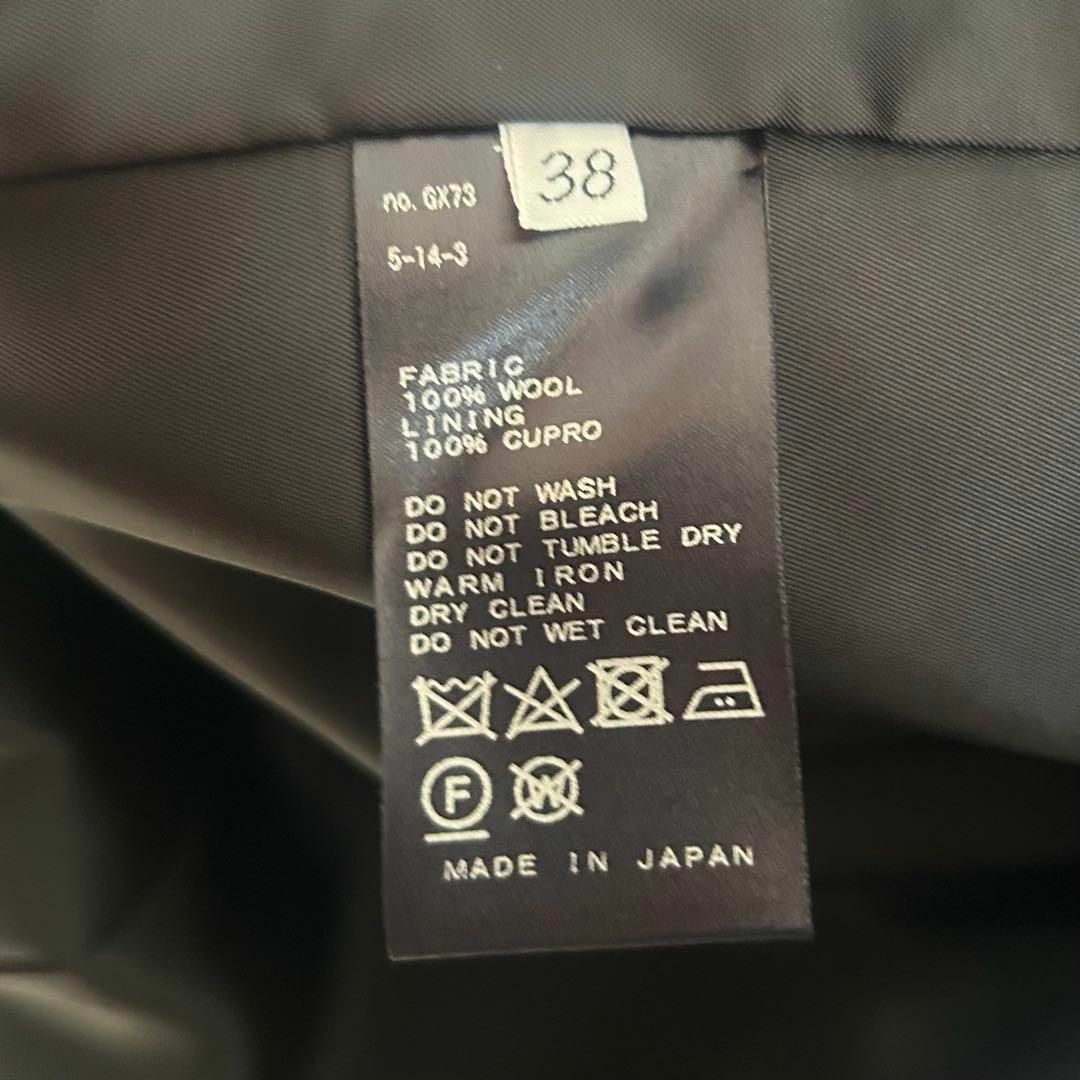 38
no. GX73
5-14-3
FABRIC
100% WOOL
LINING
100% CUPRO
DO NOT WASH
DO NOT BLEACH
DO NOT TUMBLE DRY
WARM IRON
DRY CLEAN
DO NOT WET CLEAN
F W
MADE IN JAPAN